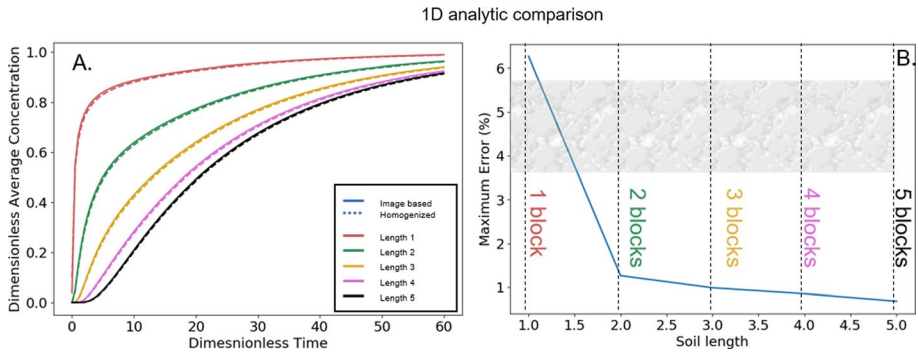 1D analytic comparison
A.
Dimensionless Average Concentration
1.0
0.8
0.6
0.4
0.2
0.0
0
10
20
30
40
50
60
Dimesnionless Time
Image based
Homogenized
Length 1
Length 2
Length 3
Length 4
Length 5
B.
Maximum Error (%)
6
5
4
3
2
1
1 block
2 blocks
3 blocks
4 blocks
5 blocks
1.0
1.5
2.0
2.5
3.0
3.5
4.0
4.5
5.0
Soil length